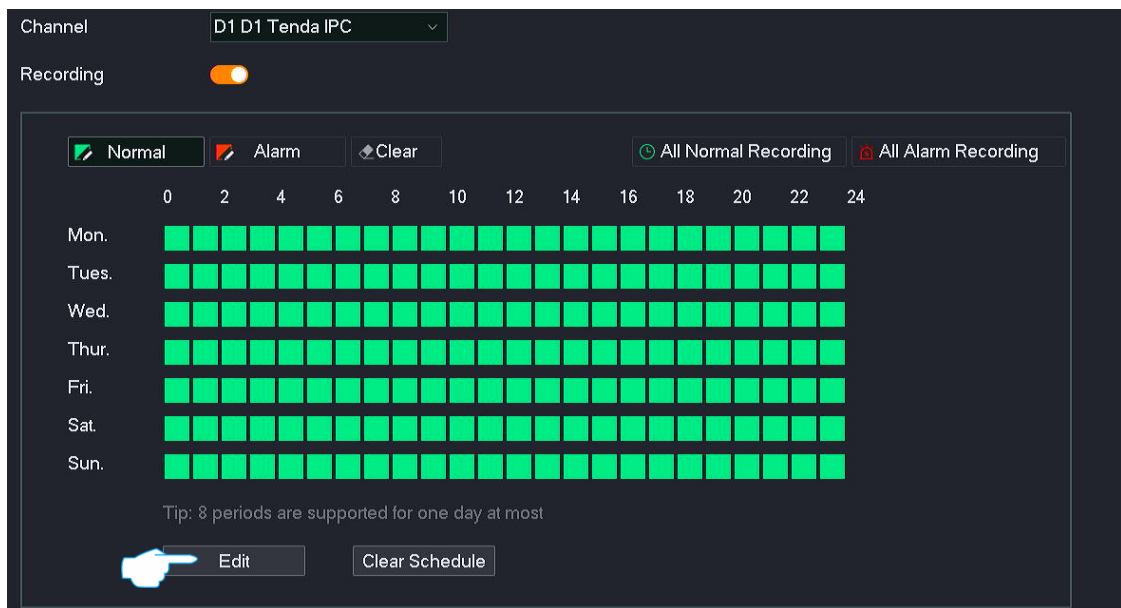 Channel D1 D1 Tenda IPC
Recording
Normal Alarm Clear All Normal Recording All Alarm Recording
0 2 4 6 8 10 12 14 16 18 20 22 24
Mon.
Tues.
Wed.
Thur.
Fri.
Sat.
Sun.
Tip: 8 periods are supported for one day at most
Edit Clear Schedule